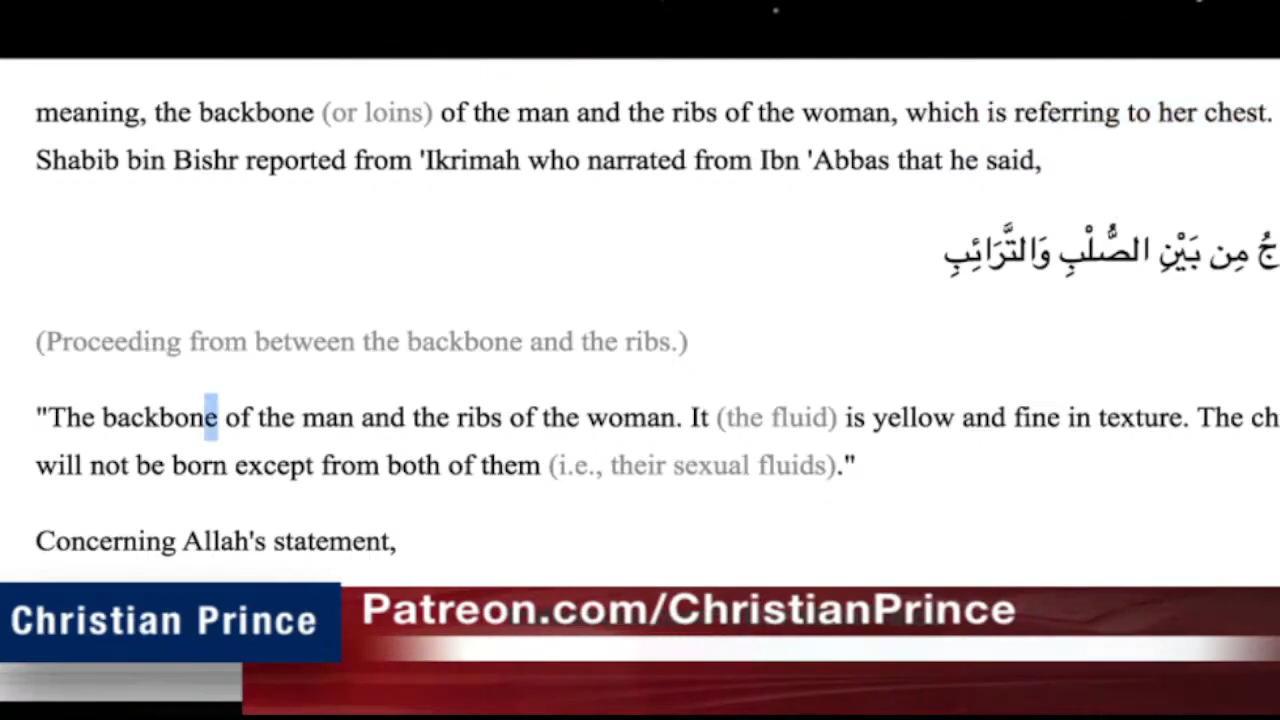 meaning, the backbone (or loins) of the man and the ribs of the woman, which is referring to her chest.
Shabib bin Bishr reported from 'Ikrimah who narrated from Ibn 'Abbas that he said,
جُ مِن بَيْنِ الصُّلْبِ وَالتَّرَائِبِ
(Proceeding from between the backbone and the ribs.)
"The backbone of the man and the ribs of the woman. It (the fluid) is yellow and fine in texture. The ch
will not be born except from both of them (i.e., their sexual fluids)."
Concerning Allah's statement,
Christian Prince
Patreon.com/ChristianPrince